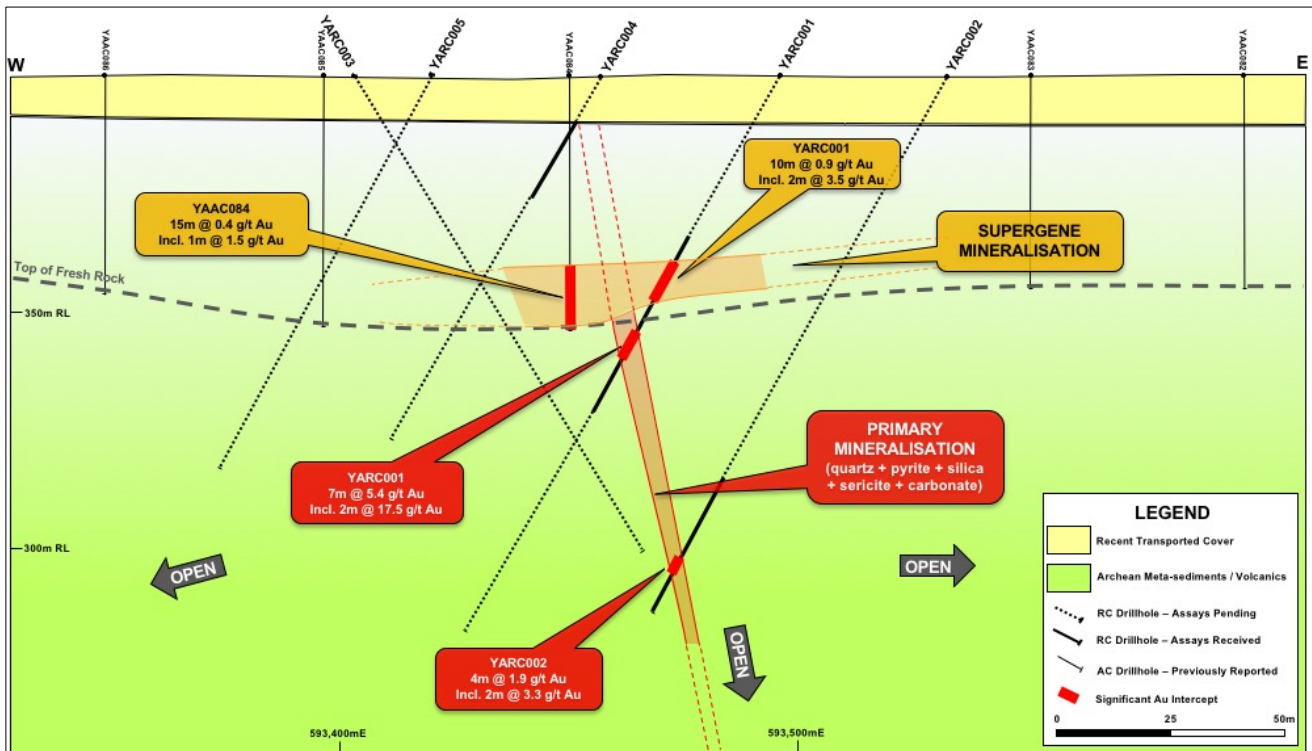 W
E
YAAC086
YAAC085
YARC003
YARC005
YAAC084
YARC004
YARC001
YARC002
YAAC083
YAAC082
YAAC084
15m @ 0.4 g/t Au
Incl. 1m @ 1.5 g/t Au
YARC001
10m @ 0.9 g/t Au
Incl. 2m @ 3.5 g/t Au
SUPERGENE
MINERALISATION
Top of Fresh Rock
350m RL
YARC001
7m @ 5.4 g/t Au
Incl. 2m @ 17.5 g/t Au
PRIMARY
MINERALISATION
(quartz + pyrite + silica
+ sericite + carbonate)
300m RL
OPEN
OPEN
OPEN
YARC002
4m @ 1.9 g/t Au
Incl. 2m @ 3.3 g/t Au
593,400mE
593,500mE
LEGEND
Recent Transported Cover
Archean Meta-sediments / Volcanics
RC Drillhole – Assays Pending
RC Drillhole – Assays Received
AC Drillhole – Previously Reported
Significant Au Intercept
0 25 50m